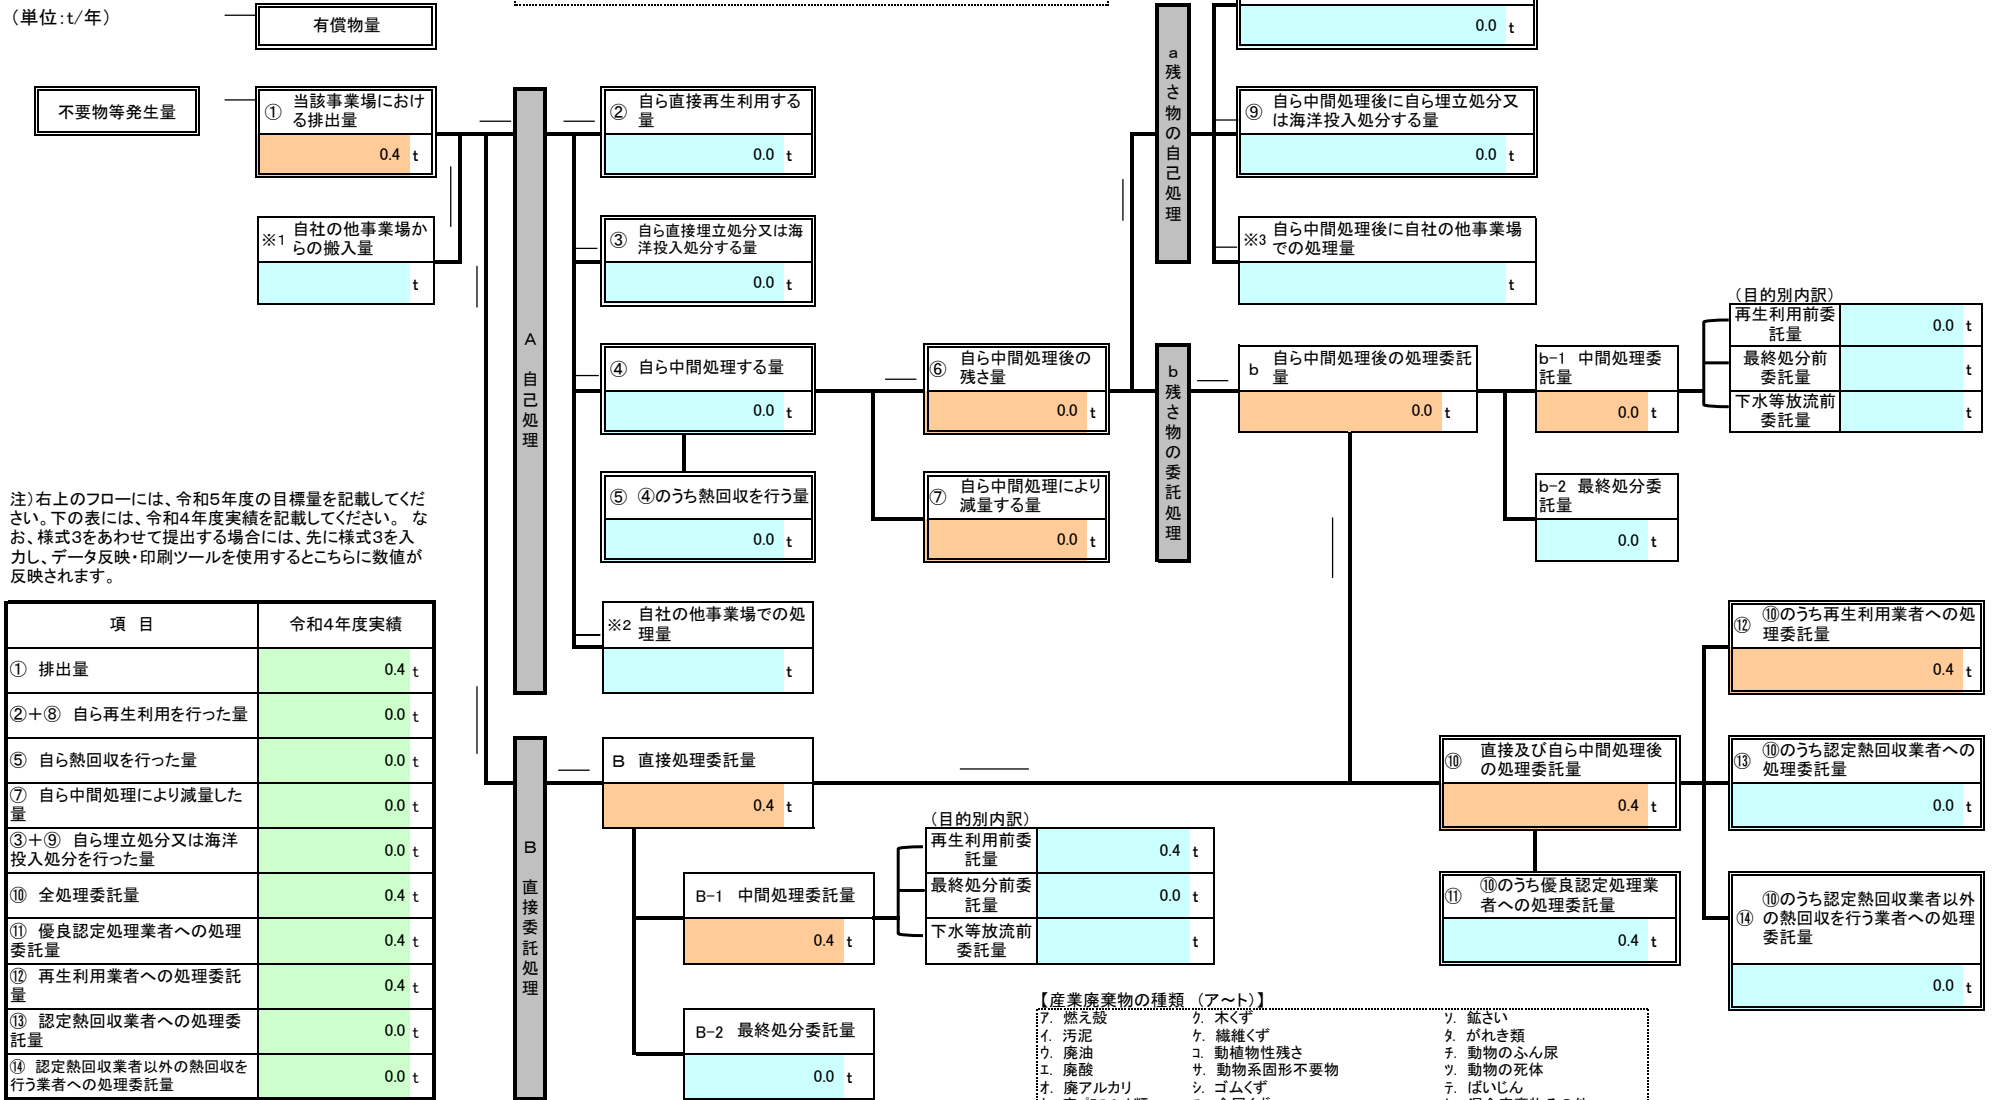 （単位:t/年）
有償物量
0.0 t
不要物等発生量
① 当該事業場におけ
る排出量
0.4 t
※1 自社の他事業場か
らの搬入量
t
A 自己処理
② 自ら直接再生利用する
量
0.0 t
③ 自ら直接埋立処分又は海
洋投入処分する量
0.0 t
④ 自ら中間処理する量
0.0 t
⑤ ④のうち熱回収を行う量
0.0 t
※2 自社の他事業場での処
理量
t
⑥ 自ら中間処理後の
残さ量
0.0 t
⑦ 自ら中間処理により
減量する量
0.0 t
a 残さ物の自己処理
⑨ 自ら中間処理後に自ら埋立処分又
は海洋投入処分する量
0.0 t
※3 自ら中間処理後に自社の他事業場
での処理量
t
b 残さ物の委託処理
b 自ら中間処理後の処理委託
量
0.0 t
b-1 中間処理委
託量
0.0 t
b-2 最終処分委
託量
0.0 t
（目的別内訳）
再生利用前委
託量
0.0 t
最終処分前
委託量
t
下水等放流前
委託量
t
注）右上のフローには、令和5年度の目標量を記載してくだ
さい。下の表には、令和4年度実績を記載してください。 な
お、様式3をあわせて提出する場合には、先に様式3を入
力し、データ反映・印刷ツールを使用するとこちらに数値が
反映されます。
項 目 令和4年度実績
① 排出量 0.4 t
②＋⑧ 自ら再生利用を行った量 0.0 t
⑤ 自ら熱回収を行った量 0.0 t
⑦ 自ら中間処理により減量した
量 0.0 t
③＋⑨ 自ら埋立処分又は海洋
投入処分を行った量 0.0 t
⑩ 全処理委託量 0.4 t
⑪ 優良認定処理業者への処理
委託量 0.4 t
⑫ 再生利用業者への処理委託
量 0.4 t
⑬ 認定熱回収業者への処理委
託量 0.0 t
⑭ 認定熱回収業者以外の熱回収を
行う業者への処理委託量 0.0 t
B 直接委託処理
B 直接処理委託量
0.4 t
B-1 中間処理委託量
0.4 t
B-2 最終処分委託量
0.0 t
（目的別内訳）
再生利用前委
託量
0.4 t
最終処分前委
託量
0.0 t
下水等放流前
委託量
t
⑩ 直接及び自ら中間処理後
の処理委託量
0.4 t
⑪ ⑩のうち優良認定処理業
者への処理委託量
0.4 t
⑫ ⑩のうち再生利用業者への処
理委託量
0.4 t
⑬ ⑩のうち認定熱回収業者への
処理委託量
0.0 t
⑭ ⑩のうち認定熱回収業者以外
の熱回収を行う業者への処理
委託量
0.0 t
【産業廃棄物の種類 （ア～ト）】
ア. 燃え殻 ク. 木くず ソ. 鉱さい
イ. 汚泥 ケ. 繊維くず タ. がれき類
ウ. 廃油 コ. 動植物性残さ チ. 動物のふん尿
エ. 廃酸 サ. 動物系固形不要物 ツ. 動物の死体
オ. 廃アルカリ シ. ゴムくず テ. ばいじん